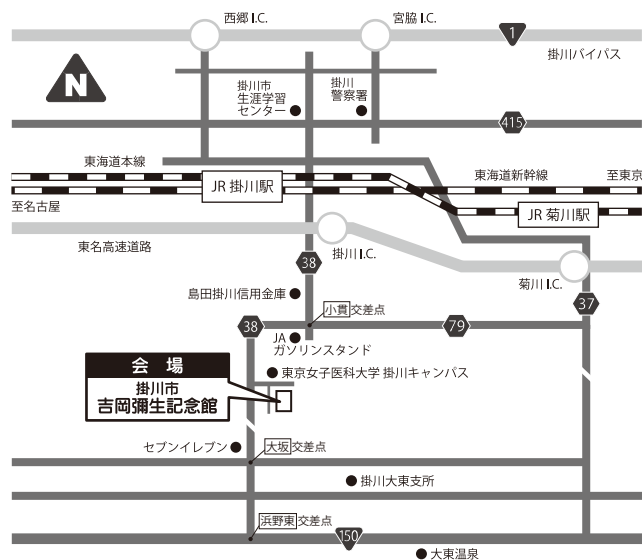 西郷 I.C.
宮脇 I.C.
1
掛川バイパス
N
掛川市
生涯学習
センター
掛川
警察署
415
東海道本線
JR 掛川駅
東海道新幹線
至東京
至名古屋
JR 菊川駅
東名高速道路
掛川 I.C.
38
菊川 I.C.
島田掛川信用金庫
37
小貫交差点
38
79
JA
ガソリンスタンド
会場
掛川市
吉岡彌生記念館
東京女子医科大学 掛川キャンパス
セブンイレブン
大坂交差点
掛川大東支所
浜野東交差点
150
大東温泉